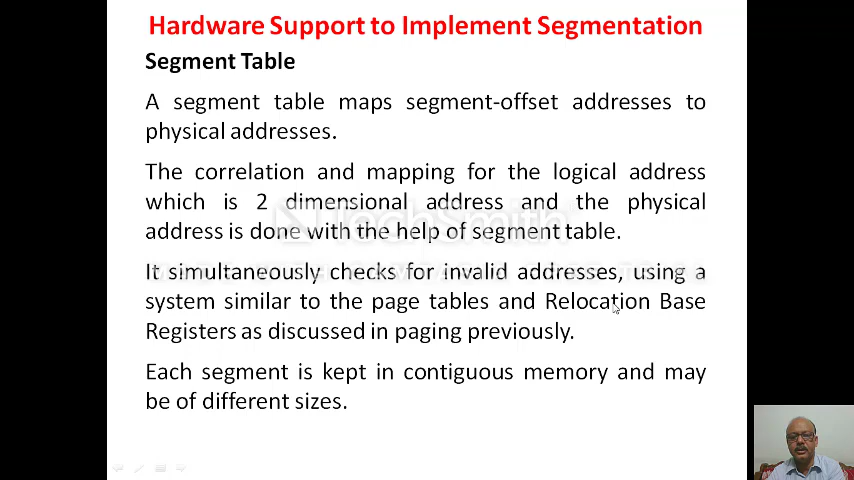 Hardware Support to Implement Segmentation
Segment Table
A segment table maps segment-offset addresses to
physical addresses.
The correlation and mapping for the logical address
which is 2 dimensional address and the physical
address is done with the help of segment table.
It simultaneously checks for invalid addresses, using a
system similar to the page tables and Relocation Base
Registers as discussed in paging previously.
Each segment is kept in contiguous memory and may
be of different sizes.
TechSmith